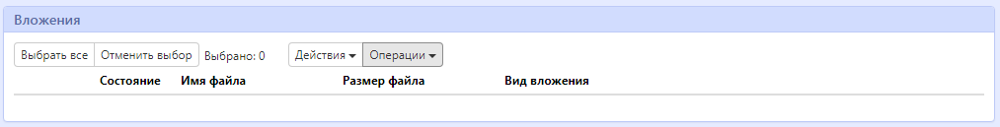 Вложения
Выбрать все Отменить выбор Выбрано: 0 Действия Операции
Состояние Имя файла Размер файла Вид вложения